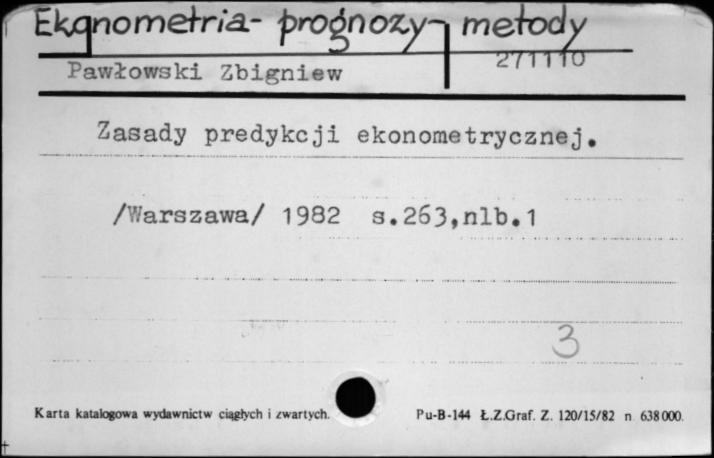 Ekonometria- prognozy- metody
Pawłowski Zbigniew
271110
Zasady predykcji ekonometrycznej.
/Warszawa/ 1982 s.263,nlb.1
3
Karta katalogowa wydawnictw ciągłych i zwartych.
Pu-B-144 Ł.Z.Graf. Z. 120/15/82 n 638000.